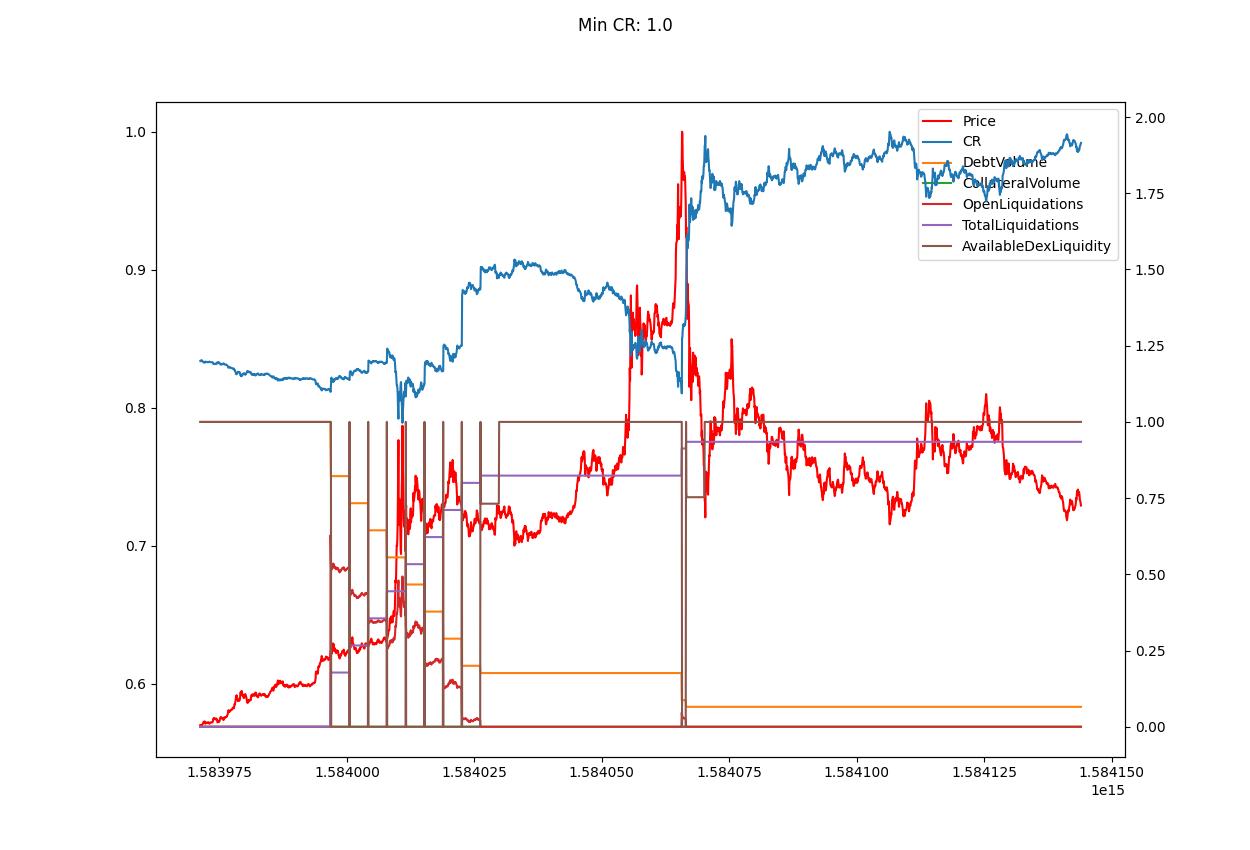 Min CR: 1.0
1.0
0.9
0.8
0.7
0.6
2.00
1.75
1.50
1.25
1.00
0.75
0.50
0.25
0.00
Price
CR
DebtVolume
CollateralVolume
OpenLiquidations
TotalLiquidations
AvailableDexLiquidity
1.583975 1.584000 1.584025 1.584050 1.584075 1.584100 1.584125 1.584150
1e15